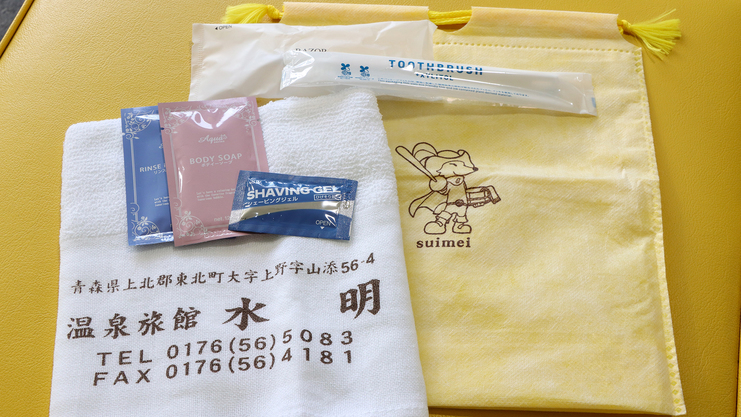 ◀OPEN
RAZOR
TOOTHBRUSH
RINSE
BODY SOAP
SHAVING GEL
シェービングジェル
OPEN
suimei
青森県上北郡東北町大字上野字山添56-4
温泉旅館 水明
TEL 0176(56)5083
FAX 0176(56)4181